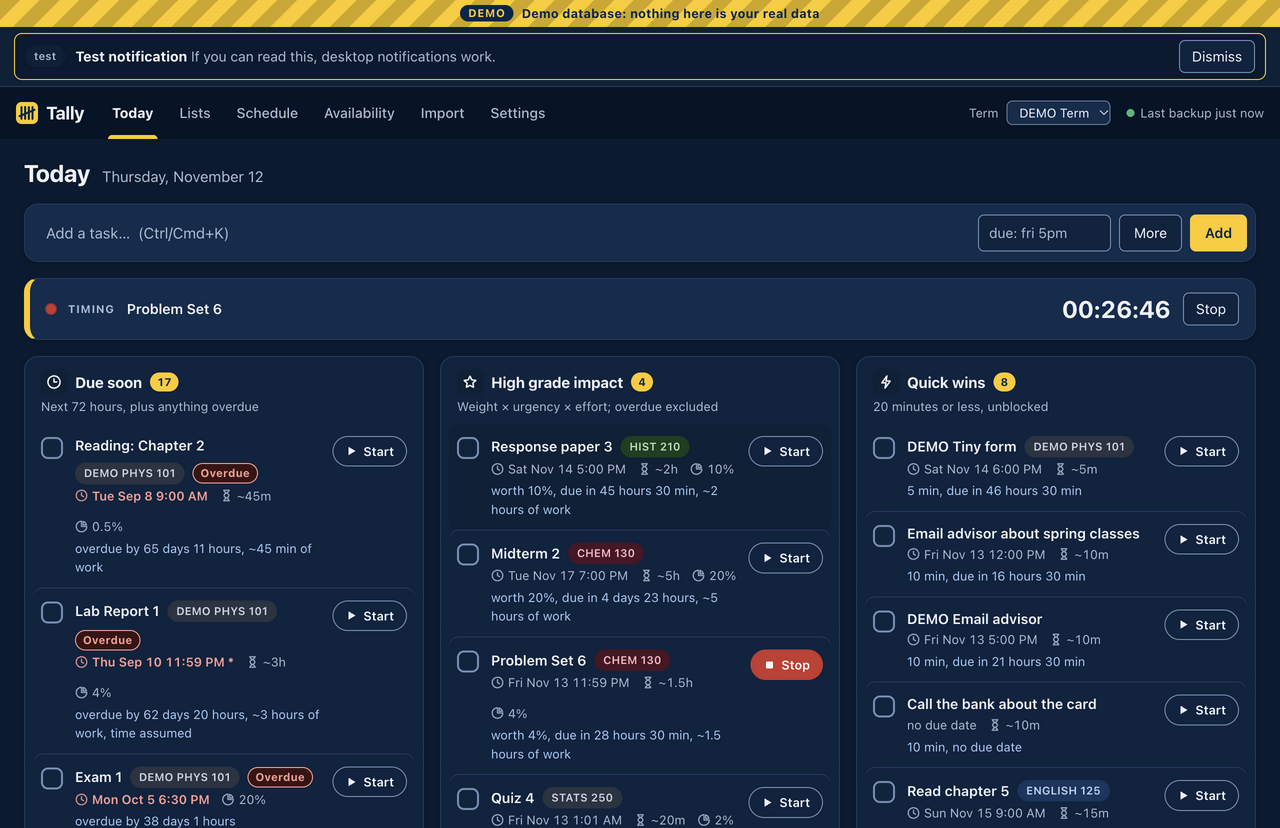 DEMO Demo database: nothing here is your real data
test Test notification If you can read this, desktop notifications work. Dismiss
Tally Today Lists Schedule Availability Import Settings Term DEMO Term Last backup just now
Today Thursday, November 12
Add a task... (Ctrl/Cmd+K) due: fri 5pm More Add
TIMING Problem Set 6 00:26:46 Stop
Due soon 17
Next 72 hours, plus anything overdue
Reading: Chapter 2 Start
DEMO PHYS 101 Overdue
Tue Sep 8 9:00 AM ~45m
0.5%
overdue by 65 days 11 hours, ~45 min of
work
Lab Report 1 DEMO PHYS 101 Start
Overdue
Thu Sep 10 11:59 PM * ~3h
4%
overdue by 62 days 20 hours, ~3 hours of
work, time assumed
Exam 1 DEMO PHYS 101 Overdue Start
Mon Oct 5 6:30 PM 20%
overdue by 38 days 1 hours
High grade impact 4
Weight × urgency × effort; overdue excluded
Response paper 3 HIST 210 Start
Sat Nov 14 5:00 PM ~2h 10%
worth 10%, due in 45 hours 30 min, ~2
hours of work
Midterm 2 CHEM 130 Start
Tue Nov 17 7:00 PM ~5h 20%
worth 20%, due in 4 days 23 hours, ~5
hours of work
Problem Set 6 CHEM 130 Stop
Fri Nov 13 11:59 PM ~1.5h
4%
worth 4%, due in 28 hours 30 min, ~1.5
hours of work
Quiz 4 STATS 250 Start
Fri Nov 13 1:01 AM ~20m 2%
Quick wins 8
20 minutes or less, unblocked
DEMO Tiny form DEMO PHYS 101 Start
Sat Nov 14 6:00 PM ~5m
5 min, due in 46 hours 30 min
Email advisor about spring classes Start
Fri Nov 13 12:00 PM ~10m
10 min, due in 16 hours 30 min
DEMO Email advisor Start
Fri Nov 13 5:00 PM ~10m
10 min, due in 21 hours 30 min
Call the bank about the card Start
no due date ~10m
10 min, no due date
Read chapter 5 ENGLISH 125 Start
Sun Nov 15 9:00 AM ~15m